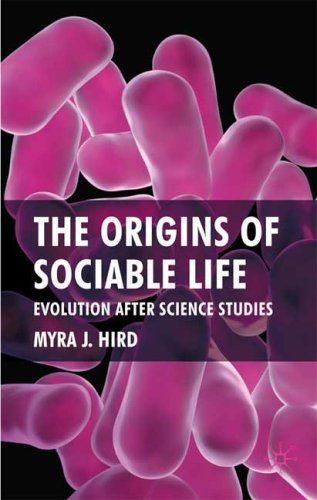 THE ORIGINS OF
SOCIABLE LIFE
EVOLUTION AFTER SCIENCE STUDIES
MYRA J. HIRD